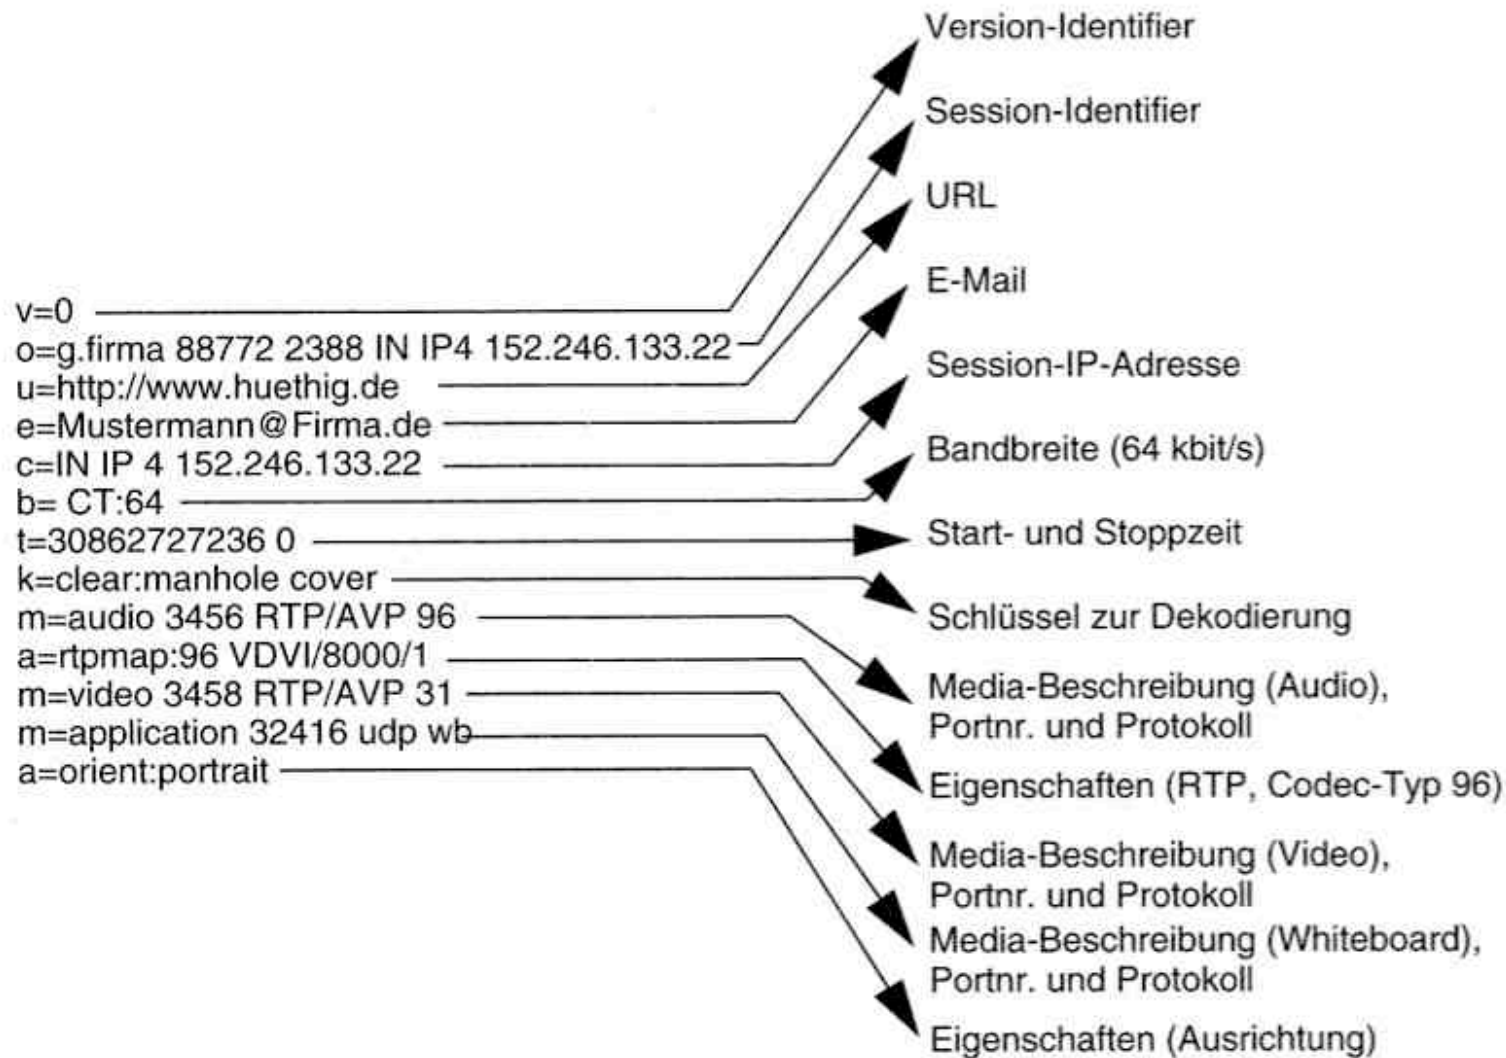 Version-Identifier
Session-Identifier
URL
E-Mail
v=0
o=g.firma 88772 2388 IN IP4 152.246.133.22
u=http://www.huethig.de
e=Mustermann@Firma.de
c=IN IP 4 152.246.133.22
b= CT:64
t=30862727236 0
k=clear:manhole cover
m=audio 3456 RTP/AVP 96
a=rtpmap:96 VDVI/8000/1
m=video 3458 RTP/AVP 31
m=application 32416 udp wb
a=orient:portrait
Session-IP-Adresse
Bandbreite (64 kbit/s)
Start- und Stoppzeit
Schlüssel zur Dekodierung
Media-Beschreibung (Audio),
Portnr. und Protokoll
Eigenschaften (RTP, Codec-Typ 96)
Media-Beschreibung (Video),
Portnr. und Protokoll
Media-Beschreibung (Whiteboard),
Portnr. und Protokoll
Eigenschaften (Ausrichtung)